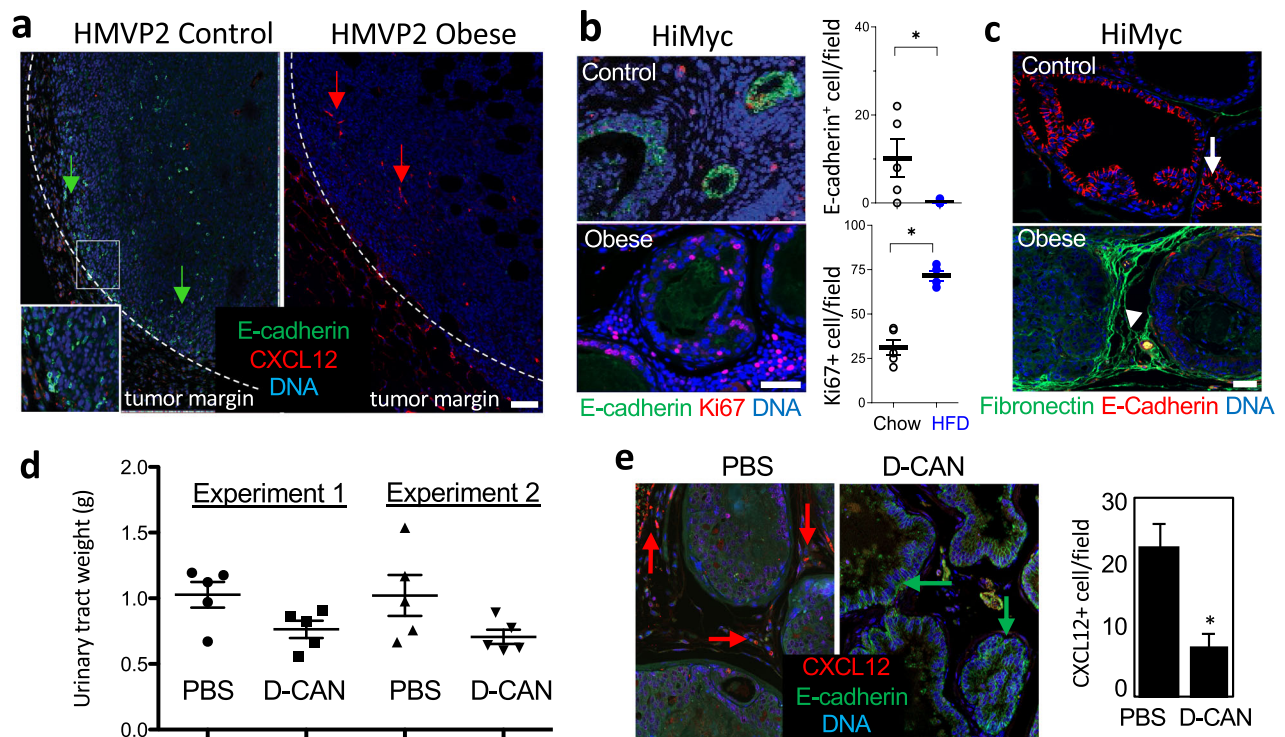 a
HMVP2 Control
HMVP2 Obese
E-cadherin
CXCL12
DNA
tumor margin
tumor margin
b
HiMyc
Control
Obese
E-cadherin Ki67 DNA
E-cadherin⁺ cell/field
40
20
0
*
Ki67+ cell/field
100
75
50
25
0
*
Chow HFD
c
HiMyc
Control
Obese
Fibronectin E-Cadherin DNA
d
Urinary tract weight (g)
2.0
1.5
1.0
0.5
0.0
Experiment 1
Experiment 2
PBS D-CAN PBS D-CAN
e
PBS
D-CAN
CXCL12
E-cadherin
DNA
CXCL12+ cell/field
30
20
10
0
*
PBS D-CAN